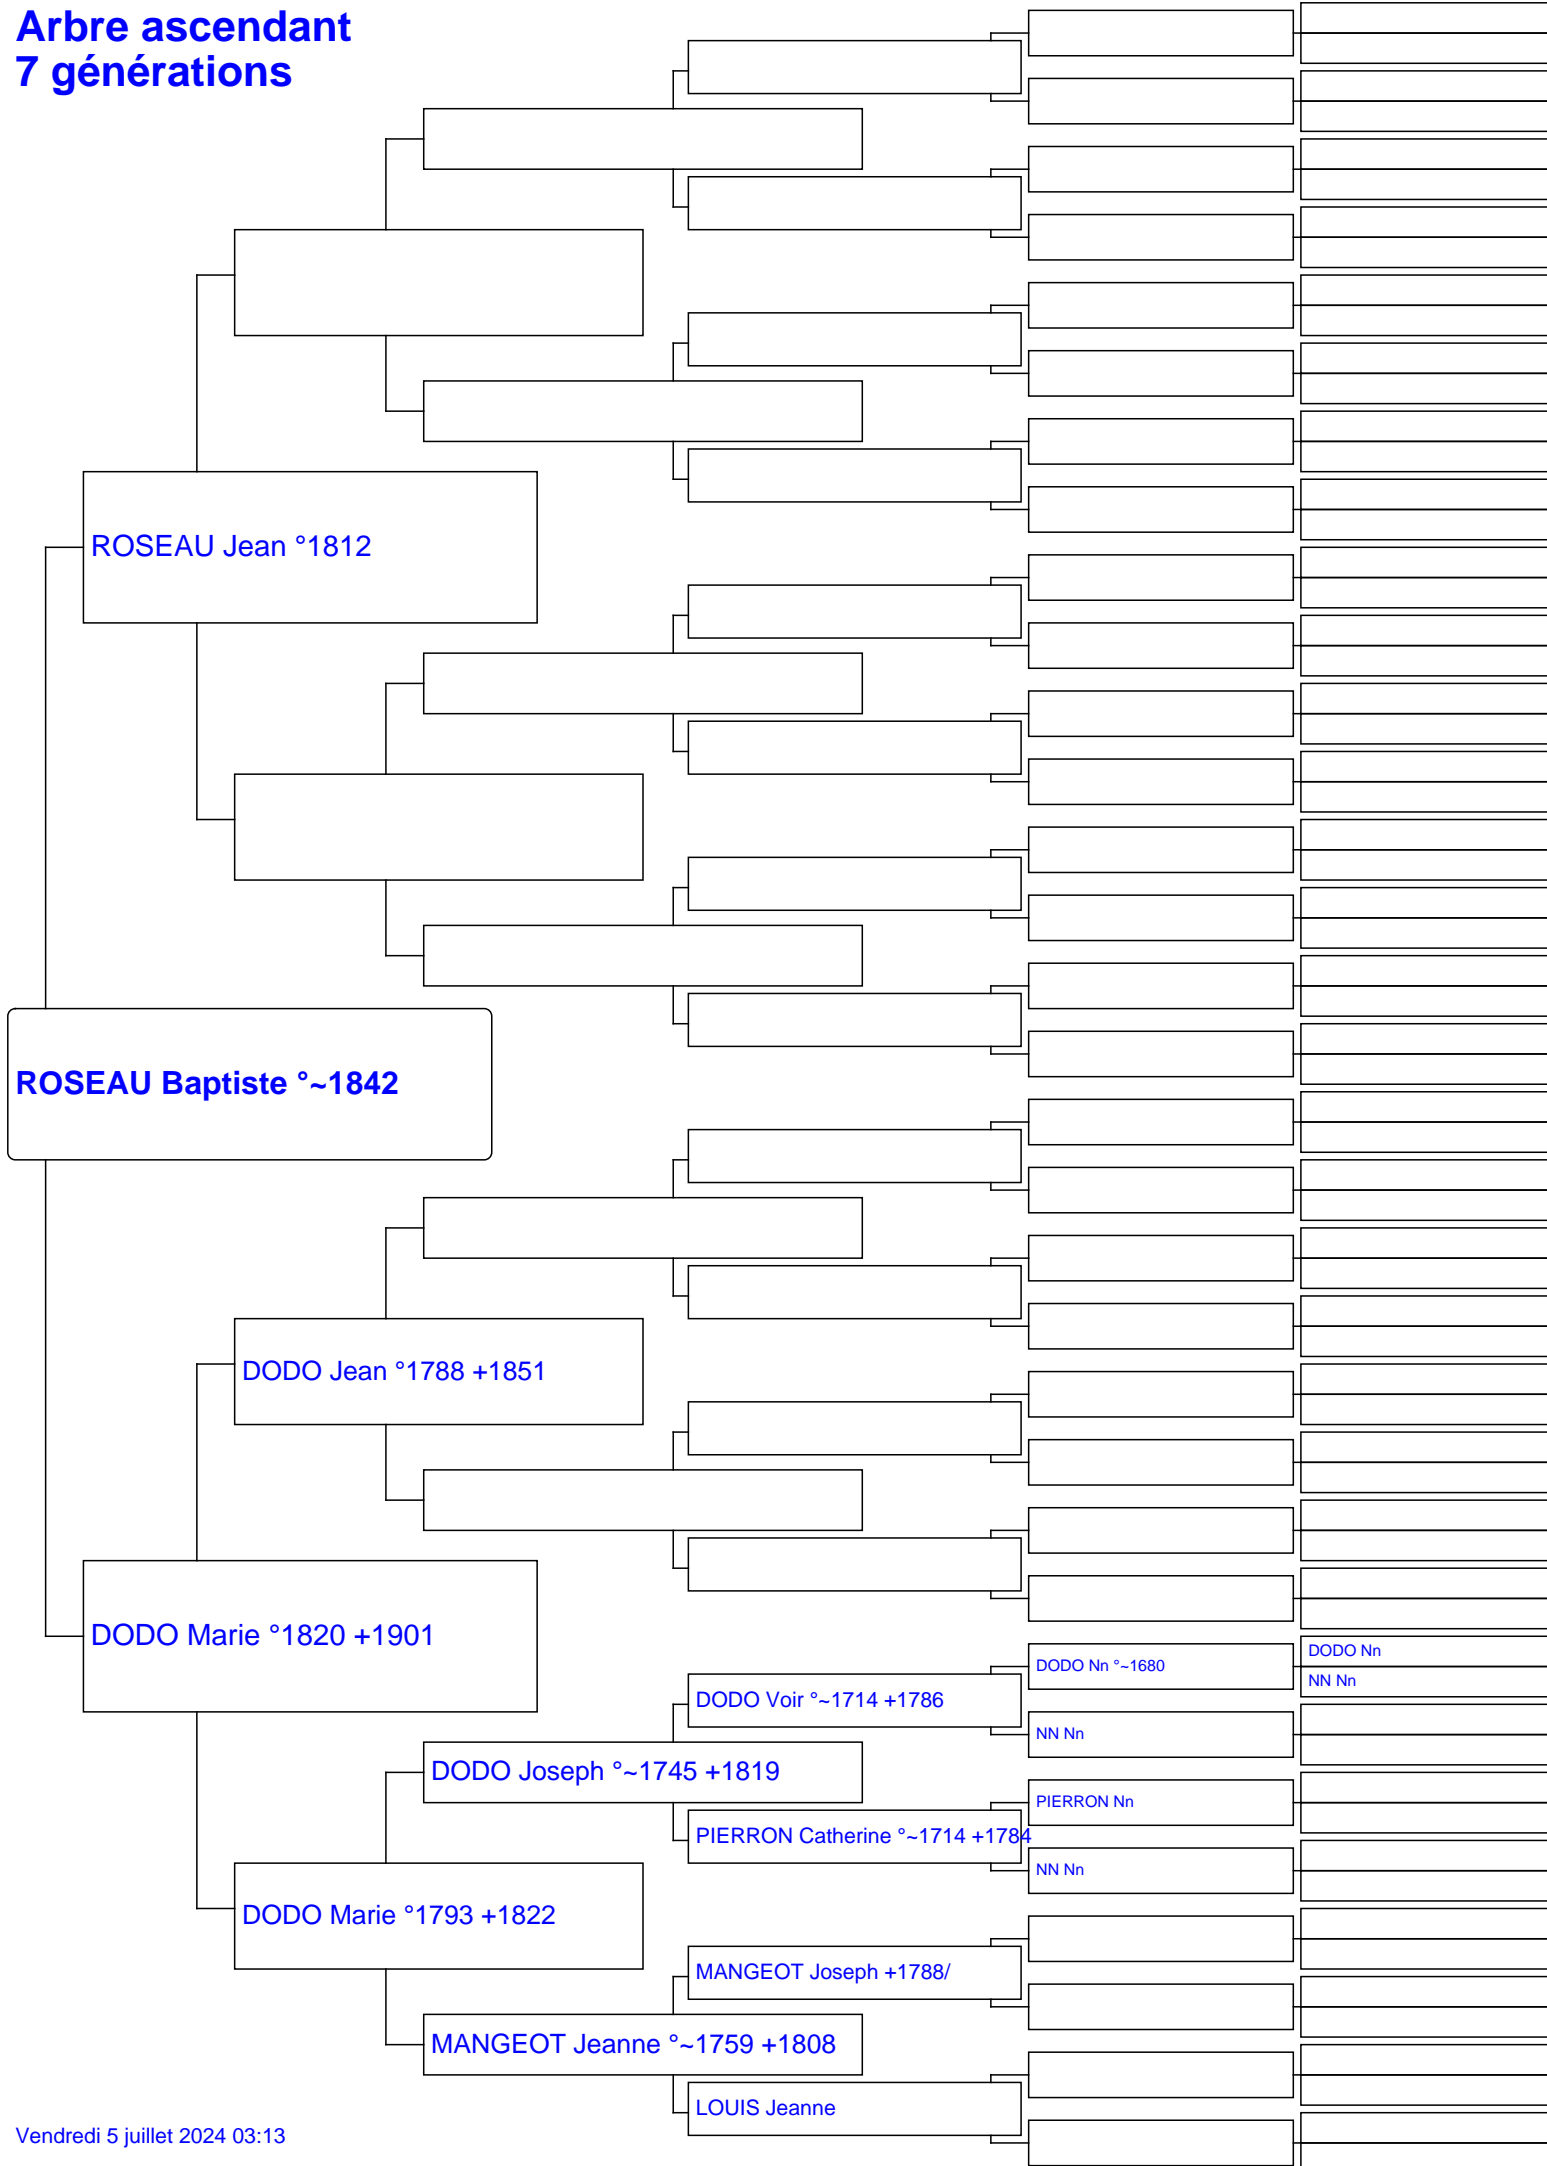 Arbre ascendant
7 générations
ROSEAU Jean °1812
ROSEAU Baptiste °~1842
DODO Jean °1788 +1851
DODO Marie °1820 +1901
DODO Nn °~1680
DODO Nn
NN Nn
DODO Voir °~1714 +1786
NN Nn
DODO Joseph °~1745 +1819
PIERRON Nn
PIERRON Catherine °~1714 +1784
NN Nn
DODO Marie °1793 +1822
MANGEOT Joseph +1788/
MANGEOT Jeanne °~1759 +1808
LOUIS Jeanne
Vendredi 5 juillet 2024 03:13